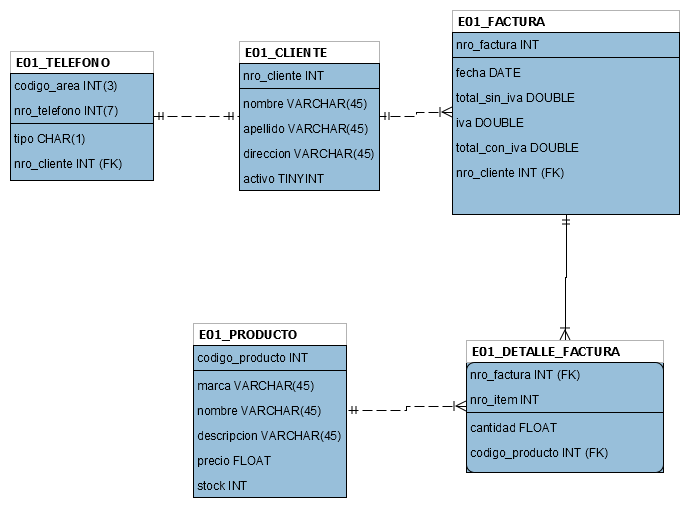 E01_TELEFONO
codigo_area INT(3)
nro_telefono INT(7)
tipo CHAR(1)
nro_cliente INT (FK)
E01_CLIENTE
nro_cliente INT
nombre VARCHAR(45)
apellido VARCHAR(45)
direccion VARCHAR(45)
activo TINYINT
E01_FACTURA
nro_factura INT
fecha DATE
total_sin_iva DOUBLE
iva DOUBLE
total_con_iva DOUBLE
nro_cliente INT (FK)
E01_PRODUCTO
codigo_producto INT
marca VARCHAR(45)
nombre VARCHAR(45)
descripcion VARCHAR(45)
precio FLOAT
stock INT
E01_DETALLE_FACTURA
nro_factura INT (FK)
nro_item INT
cantidad FLOAT
codigo_producto INT (FK)